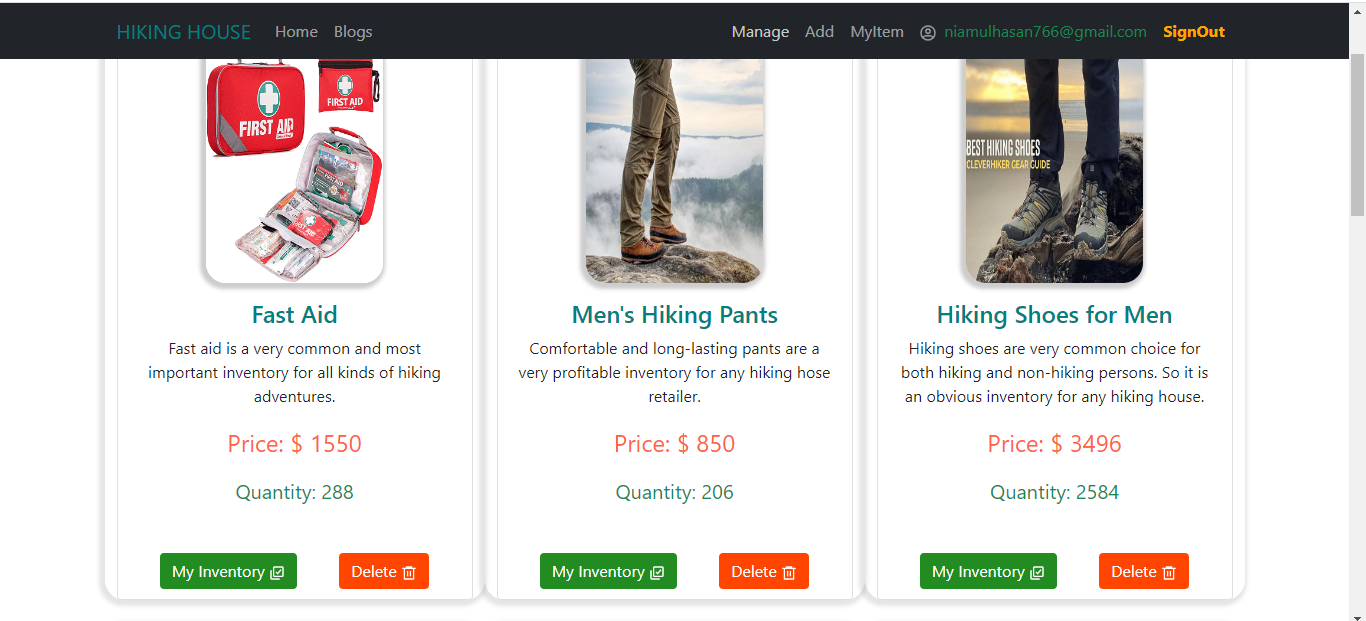 HIKING HOUSE Home Blogs Manage Add MyItem niamulhasan766@gmail.com SignOut
FIRST AID
FIRST AID
BEST HIKING SHOES
CLEVERHIKER GEAR GUIDE
Fast Aid
Fast aid is a very common and most
important inventory for all kinds of hiking
adventures.
Price: $ 1550
Quantity: 288
My Inventory Delete
Men's Hiking Pants
Comfortable and long-lasting pants are a
very profitable inventory for any hiking hose
retailer.
Price: $ 850
Quantity: 206
My Inventory Delete
Hiking Shoes for Men
Hiking shoes are very common choice for
both hiking and non-hiking persons. So it is
an obvious inventory for any hiking house.
Price: $ 3496
Quantity: 2584
My Inventory Delete